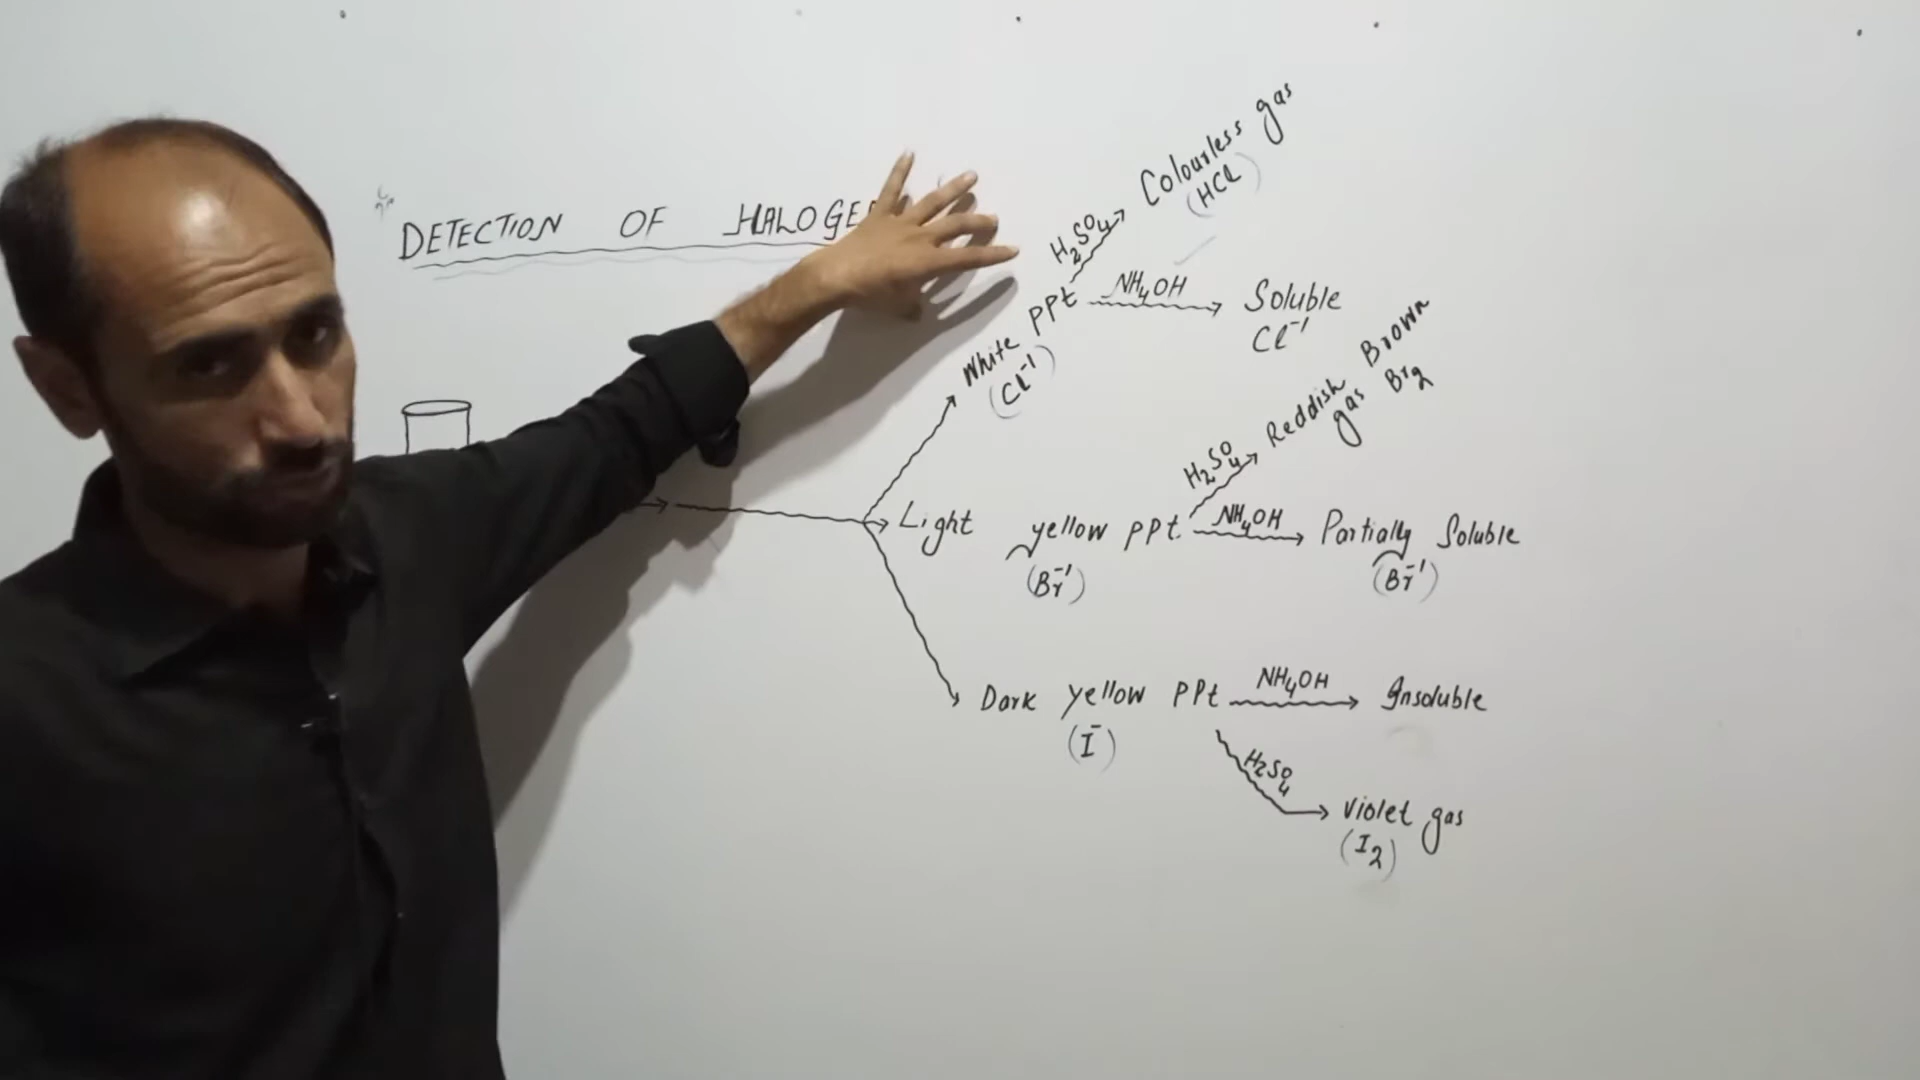 DETECTION OF HALOGE
H₂SO₄
Colourless gas
(HCl)
White PPt
(Cl⁻¹)
NH₄OH
Soluble
Cl⁻¹
H₂SO₄
Reddish Brown
gas Br₂
Light yellow PPt.
(Br⁻¹)
NH₄OH
Partially Soluble
(Br⁻¹)
Dark yellow PPt
(I⁻)
NH₄OH
Insoluble
H₂SO₄
violet gas
(I₂)